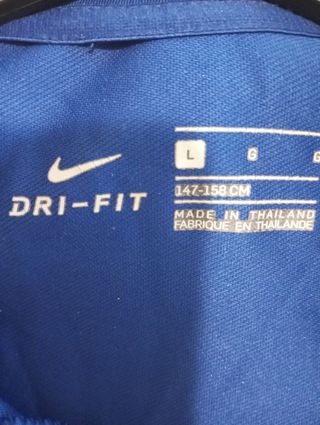 DRI-FIT
L G G
147-158 CM
MADE IN THAILAND
FABRIQUE EN THAILANDE